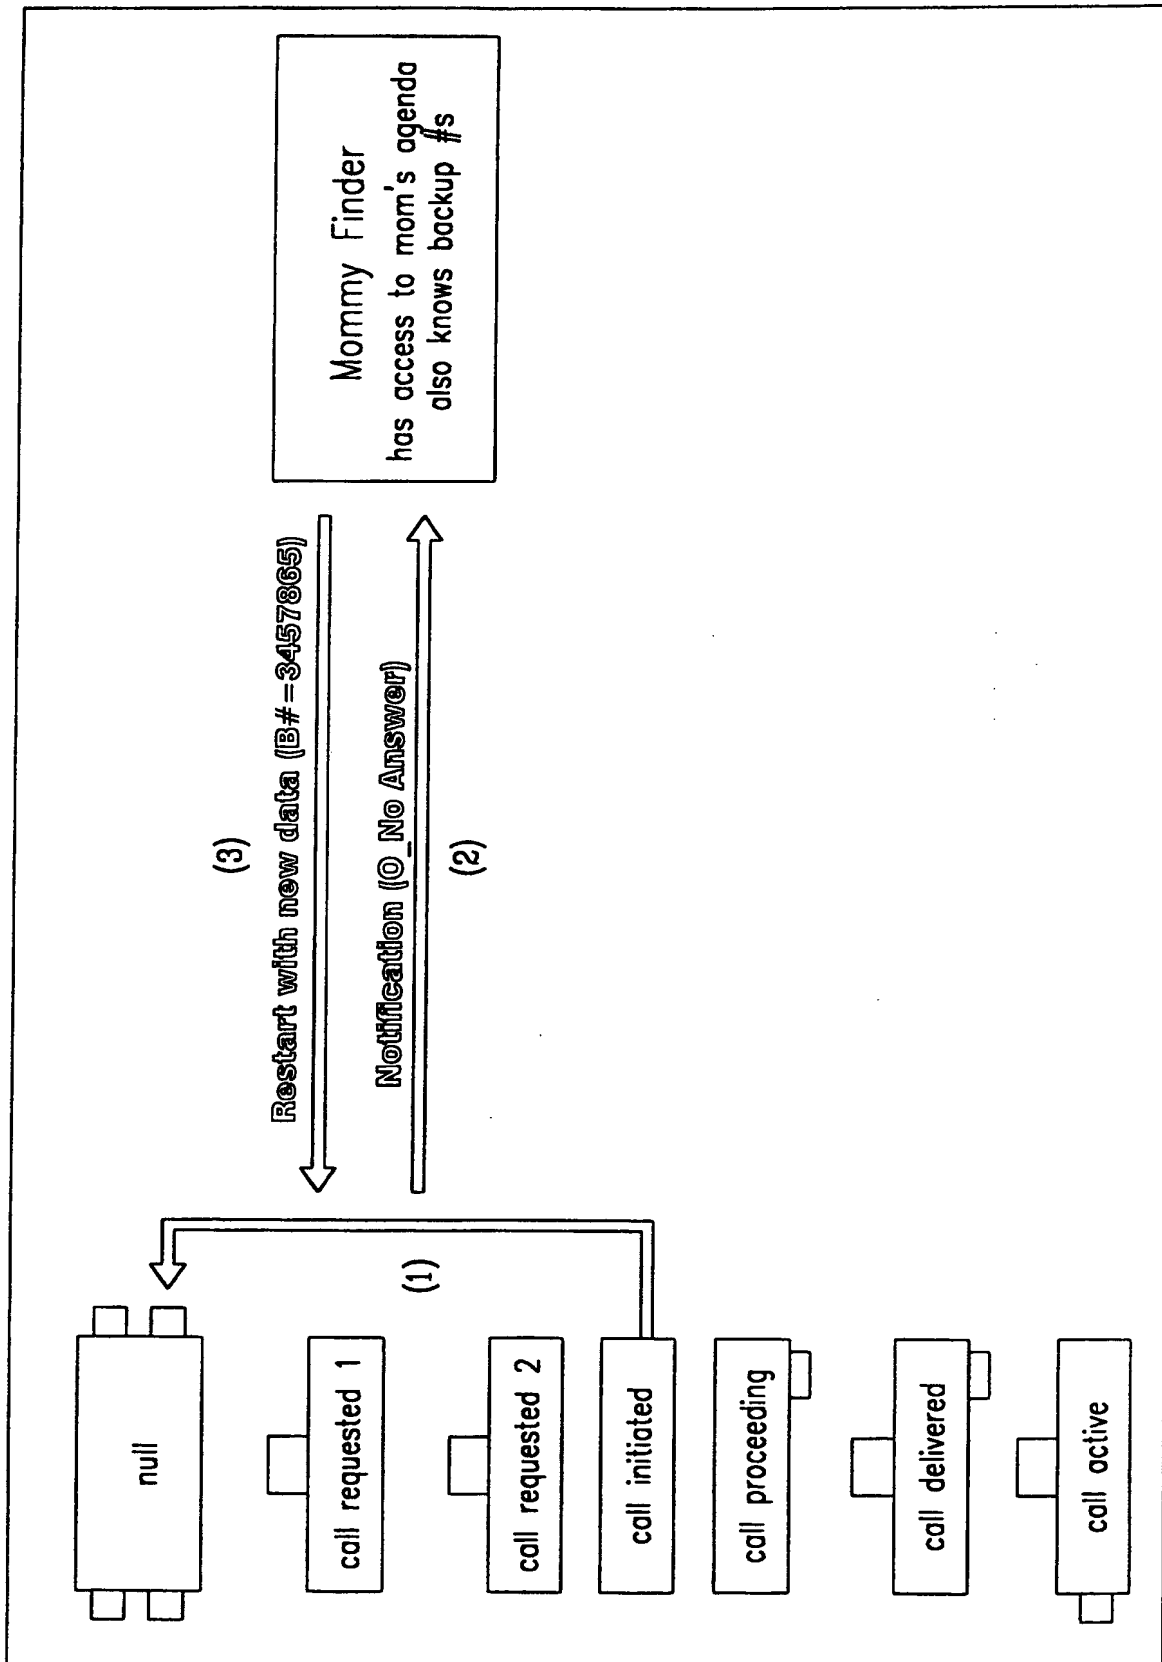 null
call requested 1
call requested 2
call initiated
call proceeding
call delivered
call active
(1)
(3)
Restart with new data (B#=3457865)
Notification (O_No Answer)
(2)
Mommy Finder
has access to mom's agenda
also knows backup #s